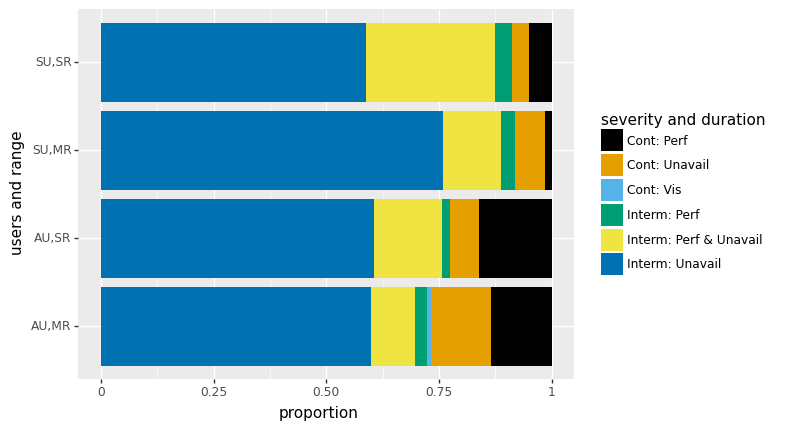 SU,SR
SU,MR
AU,SR
AU,MR
users and range
0 0.25 0.50 0.75 1
proportion
severity and duration
Cont: Perf
Cont: Unavail
Cont: Vis
Interm: Perf
Interm: Perf & Unavail
Interm: Unavail